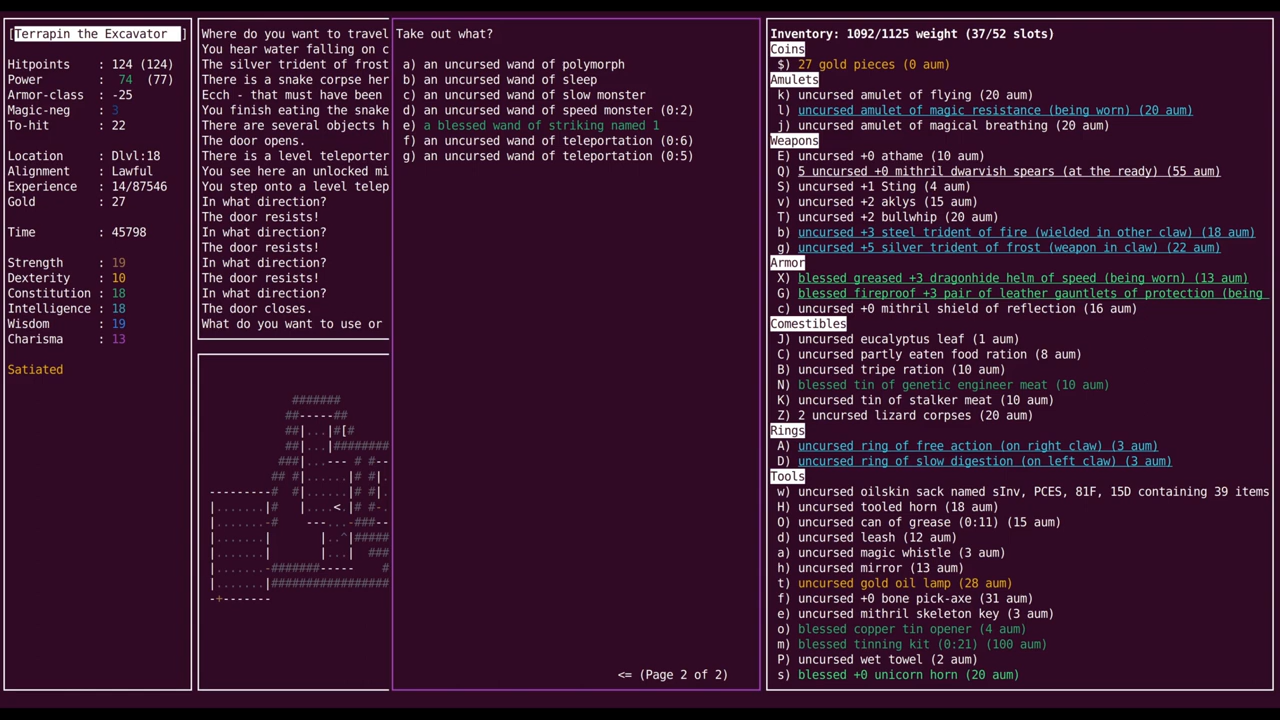 [Terrapin the Excavator ]
Hitpoints : 124 (124)
Power : 74 (77)
Armor-class : -25
Magic-neg : 3
To-hit : 22
Location : Dlvl:18
Alignment : Lawful
Experience : 14/87546
Gold : 27
Time : 45798
Strength : 19
Dexterity : 10
Constitution : 18
Intelligence : 18
Wisdom : 19
Charisma : 13
Satiated
Where do you want to travel
You hear water falling on c
The silver trident of frost
There is a snake corpse her
Ecch - that must have been
You finish eating the snake
There are several objects h
The door opens.
There is a level teleporter
You see here an unlocked mi
You step onto a level telep
In what direction?
The door resists!
In what direction?
The door resists!
In what direction?
The door resists!
In what direction?
The door closes.
What do you want to use or
Take out what?
a) an uncursed wand of polymorph
b) an uncursed wand of sleep
c) an uncursed wand of slow monster
d) an uncursed wand of speed monster (0:2)
e) a blessed wand of striking named 1
f) an uncursed wand of teleportation (0:6)
g) an uncursed wand of teleportation (0:5)
<= (Page 2 of 2)
Inventory: 1092/1125 weight (37/52 slots)
Coins
$) 27 gold pieces (0 aum)
Amulets
k) uncursed amulet of flying (20 aum)
l) uncursed amulet of magic resistance (being worn) (20 aum)
j) uncursed amulet of magical breathing (20 aum)
Weapons
E) uncursed +0 athame (10 aum)
Q) 5 uncursed +0 mithril dwarvish spears (at the ready) (55 aum)
S) uncursed +1 Sting (4 aum)
v) uncursed +2 aklys (15 aum)
T) uncursed +2 bullwhip (20 aum)
b) uncursed +3 steel trident of fire (wielded in other claw) (18 aum)
g) uncursed +5 silver trident of frost (weapon in claw) (22 aum)
Armor
X) blessed greased +3 dragonhide helm of speed (being worn) (13 aum)
G) blessed fireproof +3 pair of leather gauntlets of protection (being
c) uncursed +0 mithril shield of reflection (16 aum)
Comestibles
J) uncursed eucalyptus leaf (1 aum)
C) uncursed partly eaten food ration (8 aum)
B) uncursed tripe ration (10 aum)
N) blessed tin of genetic engineer meat (10 aum)
K) uncursed tin of stalker meat (10 aum)
Z) 2 uncursed lizard corpses (20 aum)
Rings
A) uncursed ring of free action (on right claw) (3 aum)
D) uncursed ring of slow digestion (on left claw) (3 aum)
Tools
w) uncursed oilskin sack named sInv, PCES, 81F, 15D containing 39 items
H) uncursed tooled horn (18 aum)
O) uncursed can of grease (0:11) (15 aum)
d) uncursed leash (12 aum)
a) uncursed magic whistle (3 aum)
h) uncursed mirror (13 aum)
t) uncursed gold oil lamp (28 aum)
f) uncursed +0 bone pick-axe (31 aum)
e) uncursed mithril skeleton key (3 aum)
o) blessed copper tin opener (4 aum)
m) blessed tinning kit (0:21) (100 aum)
P) uncursed wet towel (2 aum)
s) blessed +0 unicorn horn (20 aum)